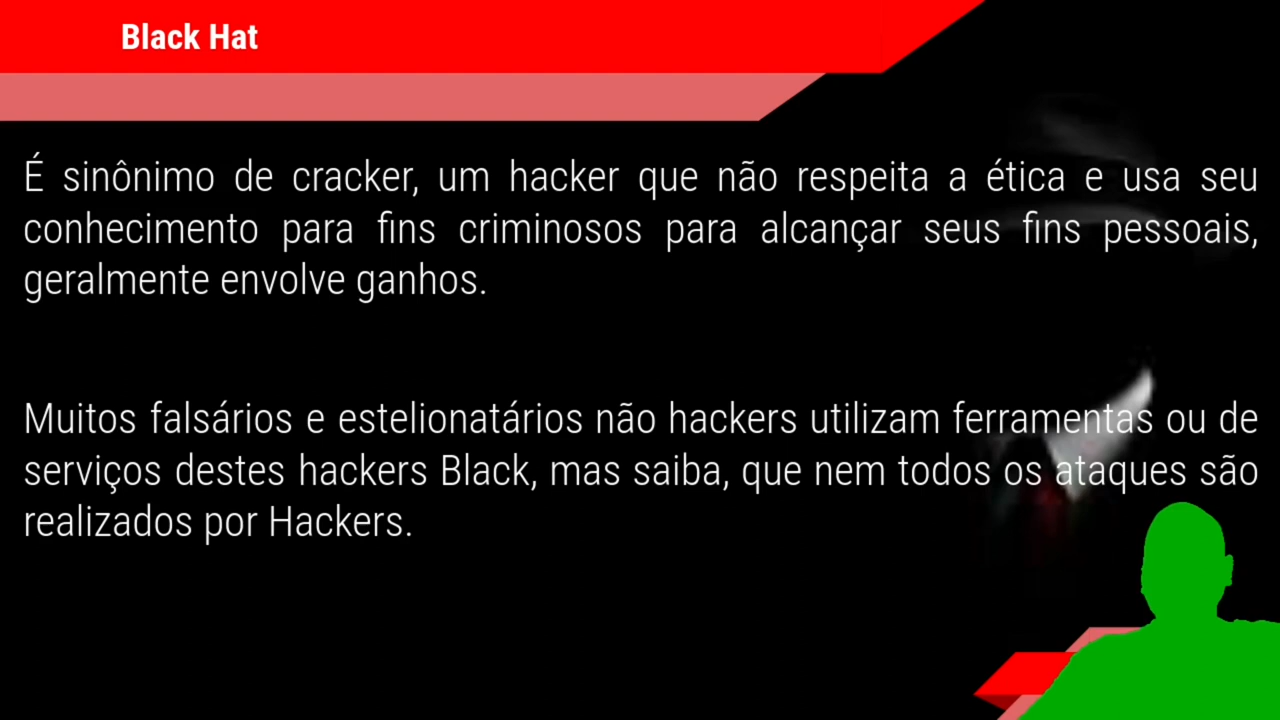 Black Hat
É sinônimo de cracker, um hacker que não respeita a ética e usa seu
conhecimento para fins criminosos para alcançar seus fins pessoais,
geralmente envolve ganhos.
Muitos falsários e estelionatários não hackers utilizam ferramentas ou de
serviços destes hackers Black, mas saiba, que nem todos os ataques são
realizados por Hackers.